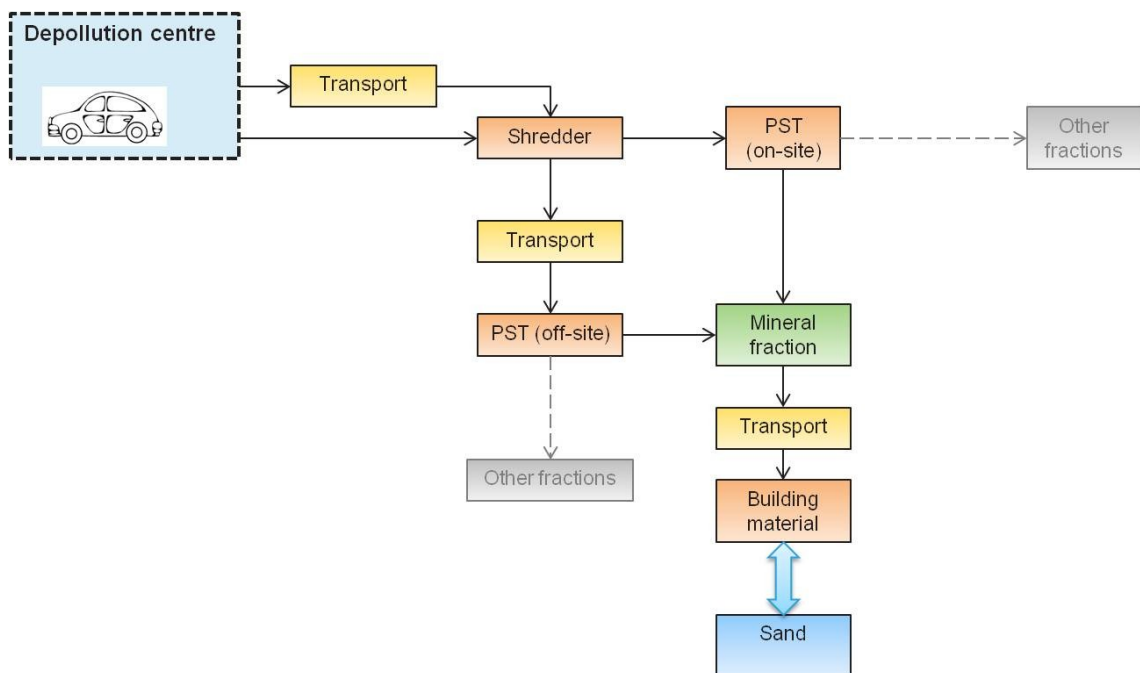 Depollution centre
Transport
Shredder
PST
(on-site)
Other
fractions
Transport
PST (off-site)
Mineral
fraction
Transport
Other fractions
Building
material
Sand